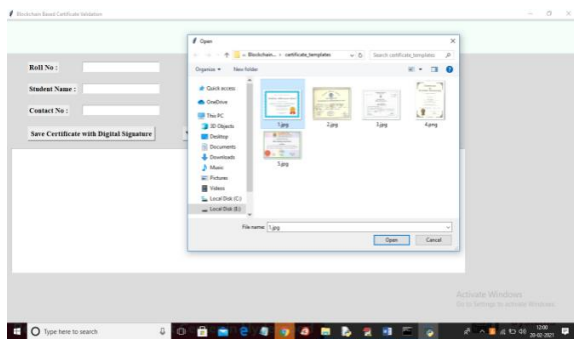 Blockchain Based Certificate Validation
Open
Blockchain... › certificate_templates
Search certificate_templates
Organize
New folder
Roll No :
Student Name :
Contact No :
Save Certificate with Digital Signature
Quick access
OneDrive
This PC
3D Objects
Desktop
Documents
Downloads
Music
Pictures
Videos
Local Disk (C:)
Local Disk (E:)
1.jpg
2.jpg
3.jpg
4.png
5.jpg
File name: 1.jpg
Open
Cancel
Activate Windows
Go to Settings to activate Windows.
Type here to search
12:00
20-02-2021